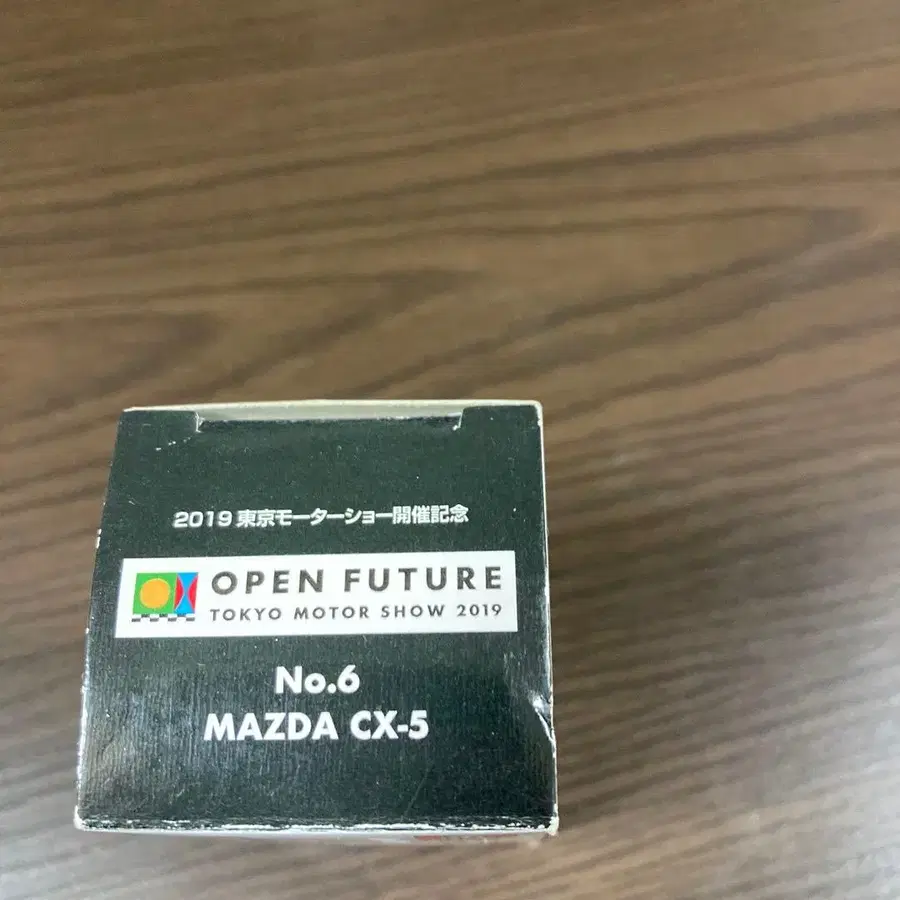 2019 東京モーターショー開催記念
OPEN FUTURE
TOKYO MOTOR SHOW 2019
No.6
MAZDA CX-5